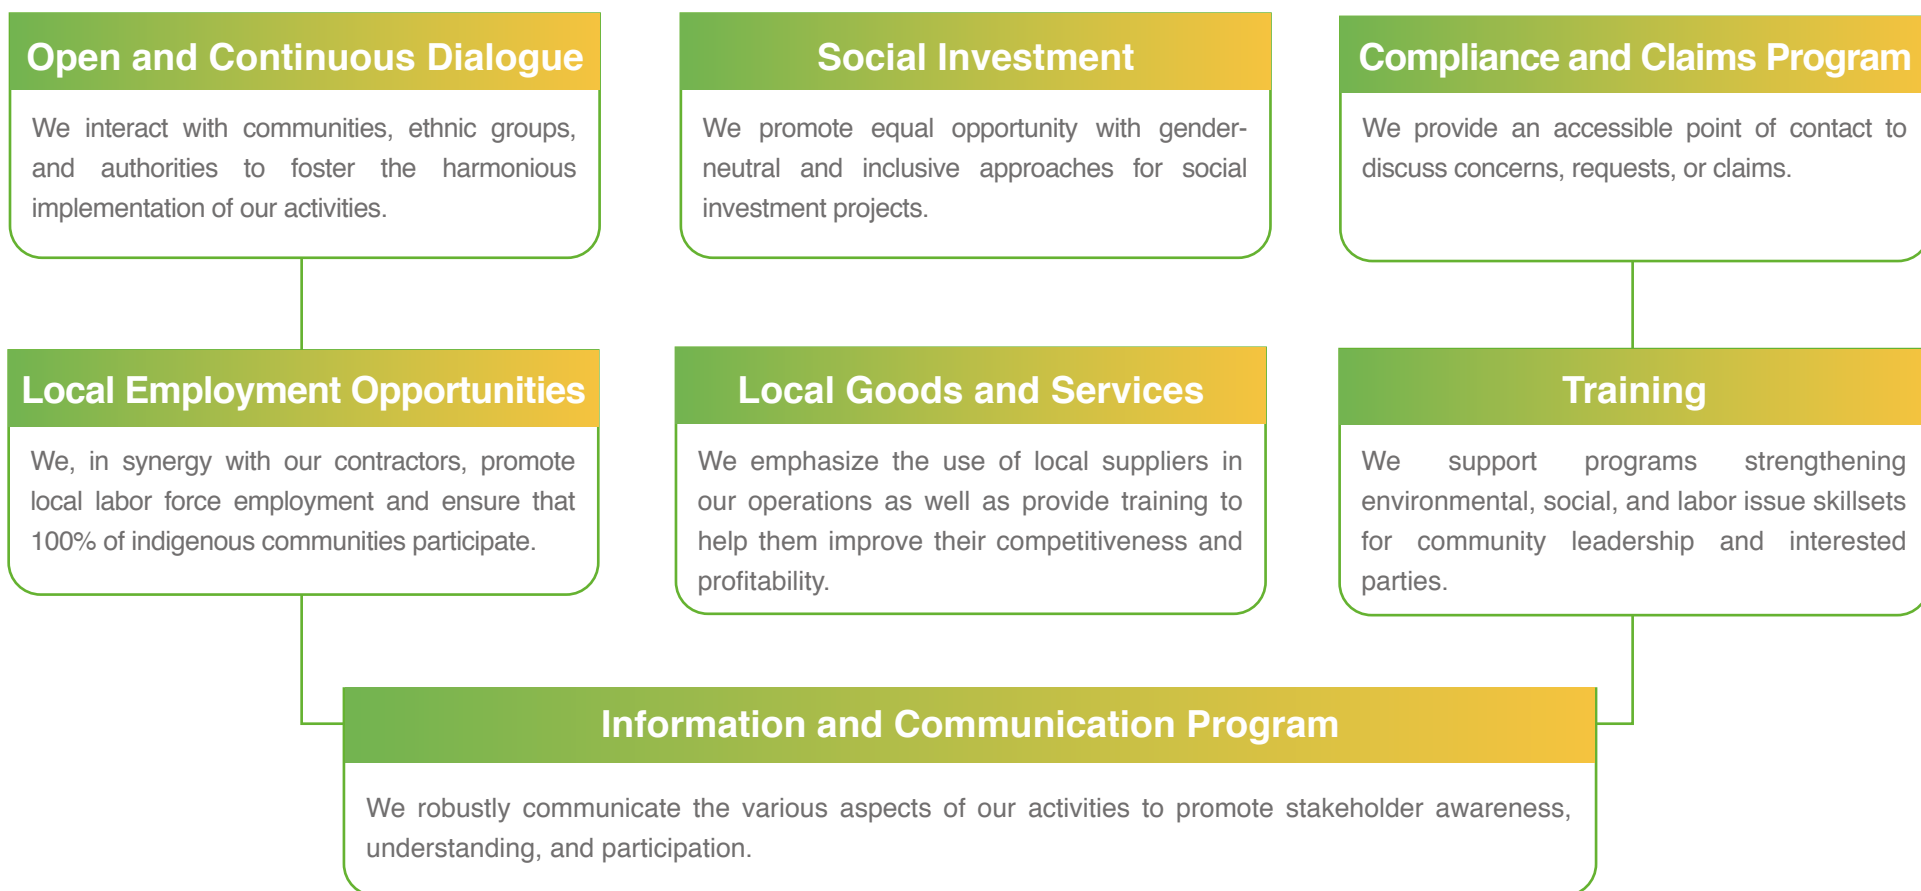 Open and Continuous Dialogue
We interact with communities, ethnic groups,
and authorities to foster the harmonious
implementation of our activities.
Social Investment
We promote equal opportunity with gender-
neutral and inclusive approaches for social
investment projects.
Compliance and Claims Program
We provide an accessible point of contact to
discuss concerns, requests, or claims.
Local Employment Opportunities
We, in synergy with our contractors, promote
local labor force employment and ensure that
100% of indigenous communities participate.
Local Goods and Services
We emphasize the use of local suppliers in
our operations as well as provide training to
help them improve their competitiveness and
profitability.
Training
We support programs strengthening
environmental, social, and labor issue skillsets
for community leadership and interested
parties.
Information and Communication Program
We robustly communicate the various aspects of our activities to promote stakeholder awareness,
understanding, and participation.